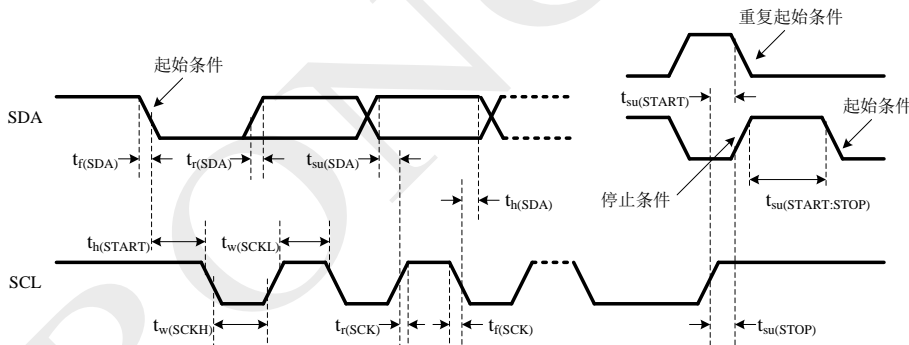 重复起始条件
起始条件
t_su(START)
起始条件
SDA
t_f(SDA)
t_r(SDA)
t_su(SDA)
停止条件
t_su(START:STOP)
t_h(SDA)
t_h(START)
t_w(SCKL)
SCL
t_w(SCKH)
t_r(SCK)
t_f(SCK)
t_su(STOP)